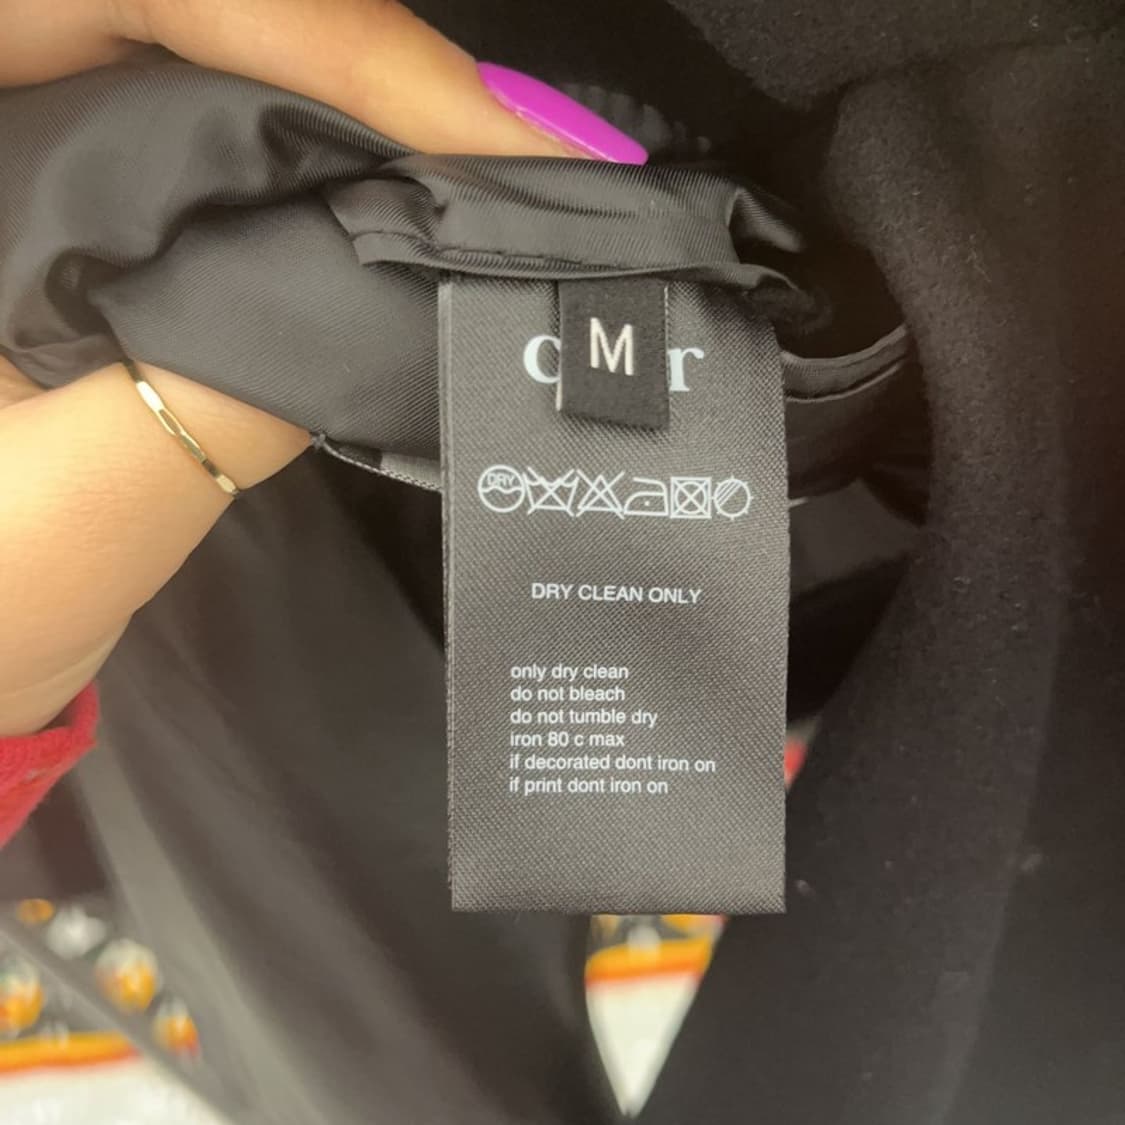 M
DRY
DRY CLEAN ONLY
only dry clean
do not bleach
do not tumble dry
iron 80 c max
if decorated dont iron on
if print dont iron on